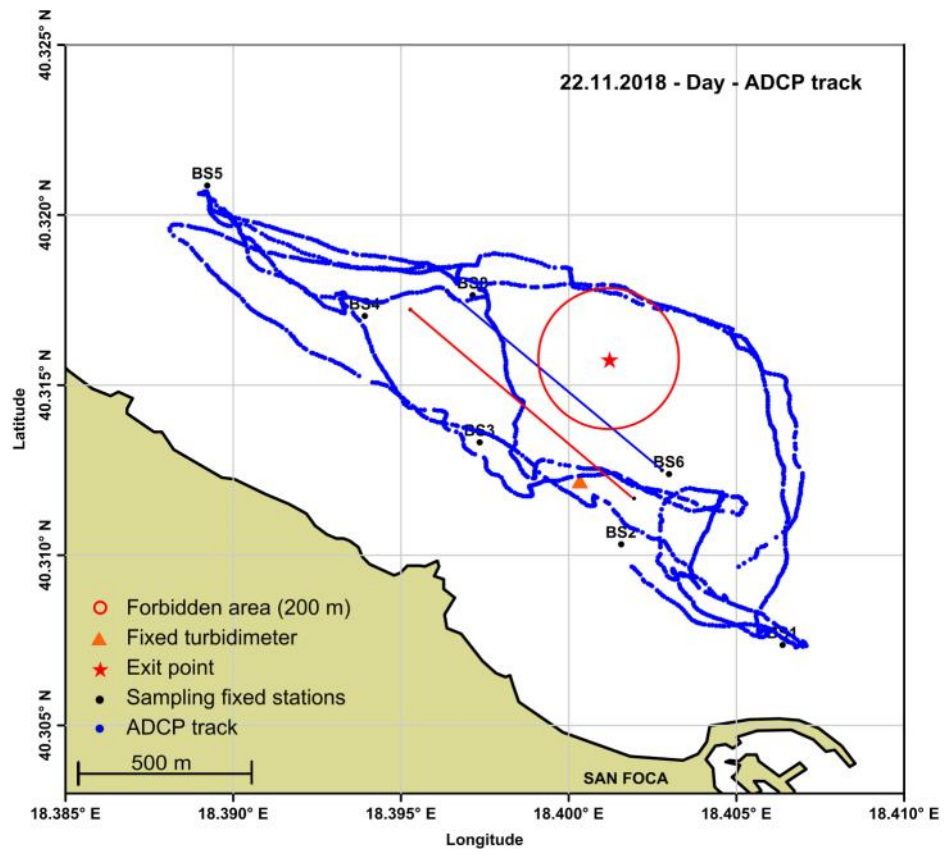 40.325° N
22.11.2018 - Day - ADCP track
BS5
40.320° N
BS8
BS4
40.315° N
Latitude
BS3
BS6
BS2
40.310° N
Forbidden area (200 m)
BS1
Fixed turbidimeter
Exit point
Sampling fixed stations
ADCP track
40.305° N
500 m
SAN FOCA
18.385° E
18.390° E
18.395° E
18.400° E
18.405° E
18.410° E
Longitude